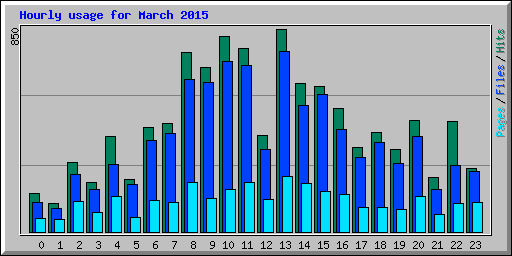 Hourly usage for March 2015
850
Pages/Files/Hits
0 1 2 3 4 5 6 7 8 9 10 11 12 13 14 15 16 17 18 19 20 21 22 23